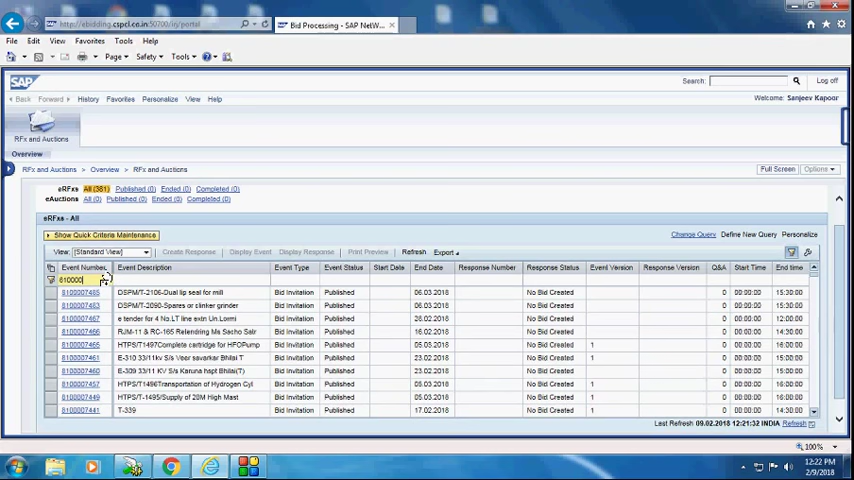 http://ebidding.cspcl.co.in:50700/irj/portal
Bid Processing - SAP NetW...
File Edit View Favorites Tools Help
Page Safety Tools
SAP
Search:
Log off
Back Forward History Favorites Personalize View Help
Welcome: Sanjeev Kapoor
RFx and Auctions
Overview
RFx and Auctions > Overview > RFx and Auctions
Full Screen Options
eRFxs All (381) Published (0) Ended (0) Completed (0)
eAuctions All (0) Published (0) Ended (0) Completed (0)
eRFxs - All
Show Quick Criteria Maintenance
Change Query Define New Query Personalize
View: [Standard View] Create Response Display Event Display Response Print Preview Refresh Export
Event Number Event Description Event Type Event Status Start Date End Date Response Number Response Status Event Version Response Version Q&A Start Time End time
810000
8100007485 DSPM/T-2106-Dual lip seal for mill Bid Invitation Published 06.03.2018 No Bid Created 0 00:00:00 15:30:00
8100007483 DSPM/T-2090-Spares or clinker grinder Bid Invitation Published 06.03.2018 No Bid Created 0 00:00:00 15:30:00
8100007467 e tender for 4 No.LT line extn Un.Lormi Bid Invitation Published 28.02.2018 No Bid Created 0 00:00:00 12:00:00
8100007466 RJM-11 & RC-165 Relendring Ms Sacho Salr Bid Invitation Published 16.02.2018 No Bid Created 0 00:00:00 14:30:00
8100007465 HTPS/T-1497Complete cartridge for HFOPump Bid Invitation Published 05.03.2018 No Bid Created 1 0 00:00:00 16:00:00
8100007461 E-310 33/11kv S/s Veer savarkar Bhilai T Bid Invitation Published 23.02.2018 No Bid Created 1 0 00:00:00 15:30:00
8100007460 E-309 33/11 KV S/s Karuna hspt Bhilai(T) Bid Invitation Published 23.02.2018 No Bid Created 0 00:00:00 15:30:00
8100007457 HTPS/T1496Transportation of Hydrogen Cyl Bid Invitation Published 05.03.2018 No Bid Created 1 0 00:00:00 16:00:00
8100007449 HTPS/T-1495/Supply of 28M High Mast Bid Invitation Published 05.03.2018 No Bid Created 1 0 00:00:00 16:00:00
8100007441 T-339 Bid Invitation Published 17.02.2018 No Bid Created 1 0 00:00:00 14:30:00
Last Refresh 09.02.2018 12:21:32 INDIA Refresh
100%
12:22 PM
2/9/2018